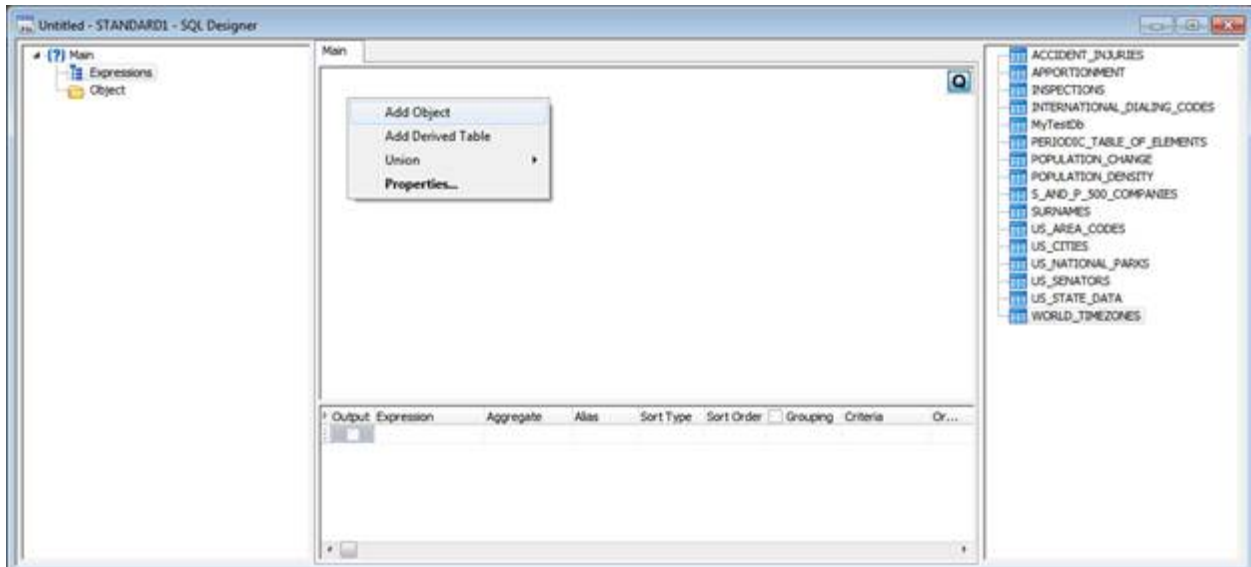 Untitled - STANDARD1 - SQL Designer
Main
Expressions
Object
Main
Q
Add Object
Add Derived Table
Union
Properties...
Output Expression Aggregate Alias Sort Type Sort Order Grouping Criteria Or...
ACCIDENT_INJURIES
APPORTIONMENT
INSPECTIONS
INTERNATIONAL_DIALING_CODES
MyTestDb
PERIODIC_TABLE_OF_ELEMENTS
POPULATION_CHANGE
POPULATION_DENSITY
S_AND_P_500_COMPANIES
SURNAMES
US_AREA_CODES
US_CITIES
US_NATIONAL_PARKS
US_SENATORS
US_STATE_DATA
WORLD_TIMEZONES